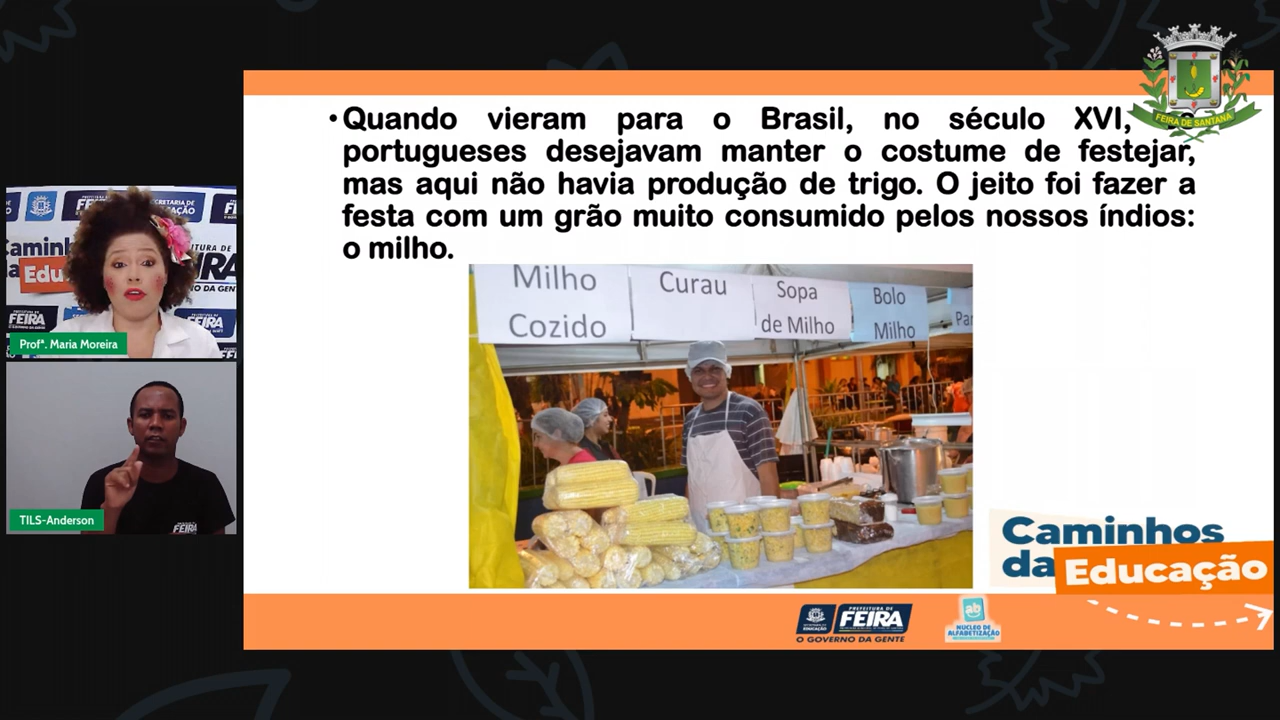 FEIRA DE SANTANA
• Quando vieram para o Brasil, no século XVI,
portugueses desejavam manter o costume de festejar,
mas aqui não havia produção de trigo. O jeito foi fazer a
festa com um grão muito consumido pelos nossos índios:
o milho.
Milho
Cozido
Curau
Sopa
de Milho
Bolo
Milho
Profª. Maria Moreira
TILS-Anderson
FEIRA
Caminhos
da Educação
PREFEITURA DE
FEIRA
O GOVERNO DA GENTE
ab
NÚCLEO DE
ALFABETIZAÇÃO